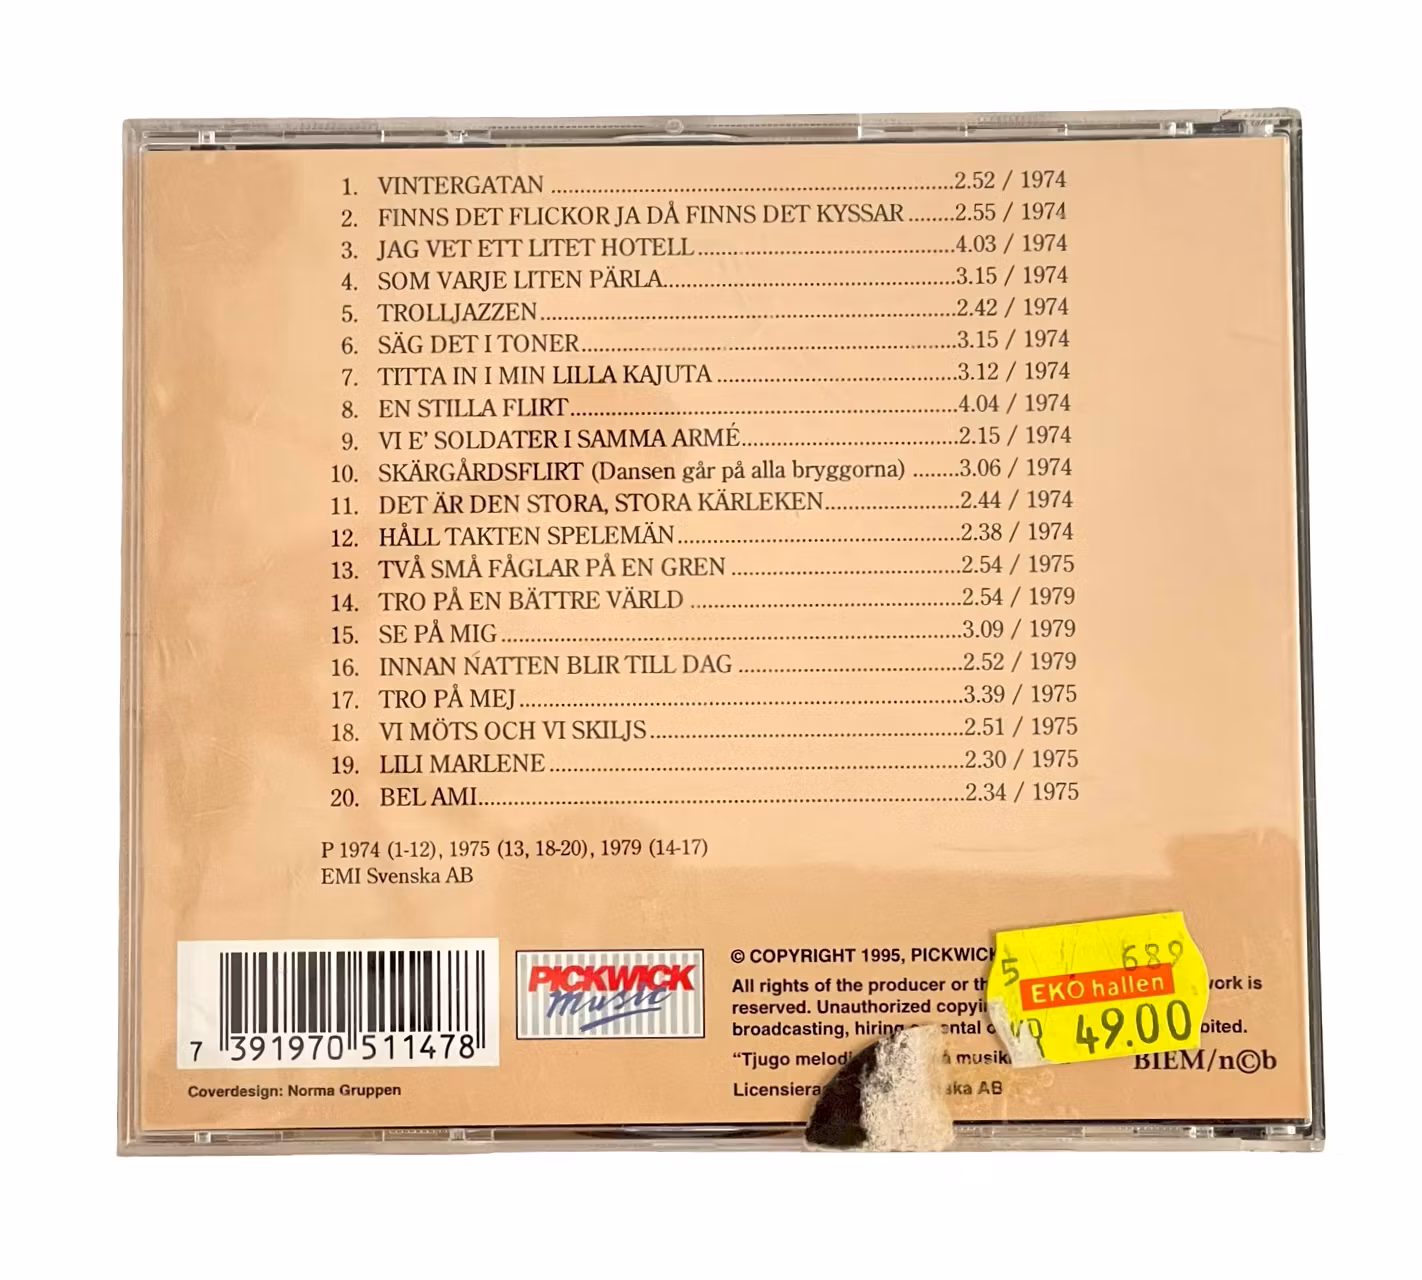 1. VINTERGATAN ......2.52 / 1974
2. FINNS DET FLICKOR JA DÅ FINNS DET KYSSAR ......2.55 / 1974
3. JAG VET ETT LITET HOTELL ......4.03 / 1974
4. SOM VARJE LITEN PÄRLA ......3.15 / 1974
5. TROLLJAZZEN ......2.42 / 1974
6. SÄG DET I TONER ......3.15 / 1974
7. TITTA IN I MIN LILLA KAJUTA ......3.12 / 1974
8. EN STILLA FLIRT ......4.04 / 1974
9. VI E' SOLDATER I SAMMA ARMÉ ......2.15 / 1974
10. SKÄRGÅRDSFLIRT (Dansen går på alla bryggorna) ......3.06 / 1974
11. DET ÄR DEN STORA, STORA KÄRLEKEN ......2.44 / 1974
12. HÅLL TAKTEN SPELEMÄN ......2.38 / 1974
13. TVÅ SMÅ FÅGLAR PÅ EN GREN ......2.54 / 1975
14. TRO PÅ EN BÄTTRE VÄRLD ......2.54 / 1979
15. SE PÅ MIG ......3.09 / 1979
16. INNAN NATTEN BLIR TILL DAG ......2.52 / 1979
17. TRO PÅ MEJ ......3.39 / 1975
18. VI MÖTS OCH VI SKILJS ......2.51 / 1975
19. LILI MARLENE ......2.30 / 1975
20. BEL AMI ......2.34 / 1975
P 1974 (1-12), 1975 (13, 18-20), 1979 (14-17)
EMI Svenska AB
7 391970 511478
Coverdesign: Norma Gruppen
PICKWICK
music
© COPYRIGHT 1995, PICKWICK
All rights of the producer or work is
reserved. Unauthorized
broadcasting, hiring
"Tjugo
AB
BIEM/n©b
5 689
EKO hallen
49.00